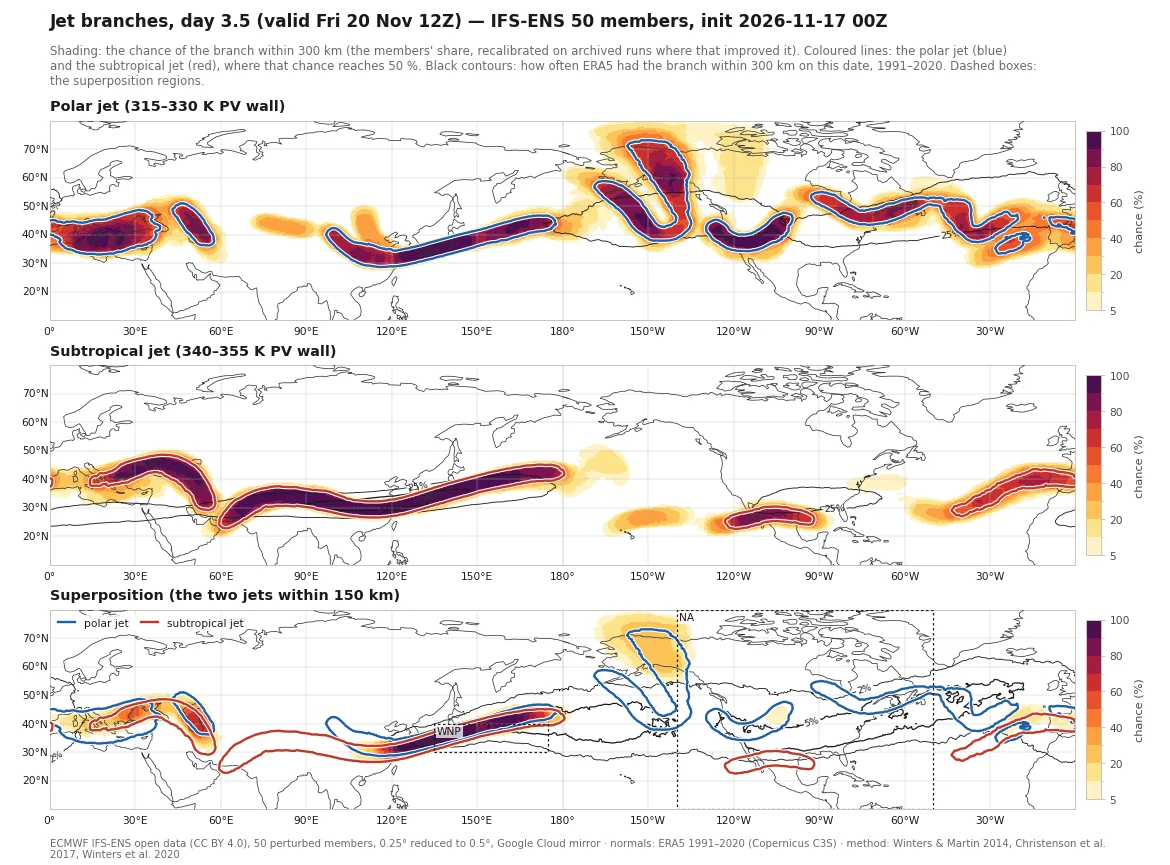 Jet branches, day 3.5 (valid Fri 20 Nov 12Z) — IFS-ENS 50 members, init 2026-11-17 00Z
Shading: the chance of the branch within 300 km (the members' share, recalibrated on archived runs where that improved it). Coloured lines: the polar jet (blue)
and the subtropical jet (red), where that chance reaches 50 %. Black contours: how often ERA5 had the branch within 300 km on this date, 1991–2020. Dashed boxes:
the superposition regions.
Polar jet (315–330 K PV wall)
70°N
60°N
50°N
40°N
30°N
20°N
25
0° 30°E 60°E 90°E 120°E 150°E 180° 150°W 120°W 90°W 60°W 30°W
100
80
60
40
20
5
chance (%)
Subtropical jet (340–355 K PV wall)
70°N
60°N
50°N
40°N
30°N
20°N
25%
25%
0° 30°E 60°E 90°E 120°E 150°E 180° 150°W 120°W 90°W 60°W 30°W
100
80
60
40
20
5
chance (%)
Superposition (the two jets within 150 km)
polar jet subtropical jet
NA
70°N
60°N
50°N
40°N
30°N
20°N
WNP
2%
5%
0° 30°E 60°E 90°E 120°E 150°E 180° 150°W 120°W 90°W 60°W 30°W
100
80
60
40
20
5
chance (%)
ECMWF IFS-ENS open data (CC BY 4.0), 50 perturbed members, 0.25° reduced to 0.5°, Google Cloud mirror · normals: ERA5 1991–2020 (Copernicus C3S) · method: Winters & Martin 2014, Christenson et al.
2017, Winters et al. 2020